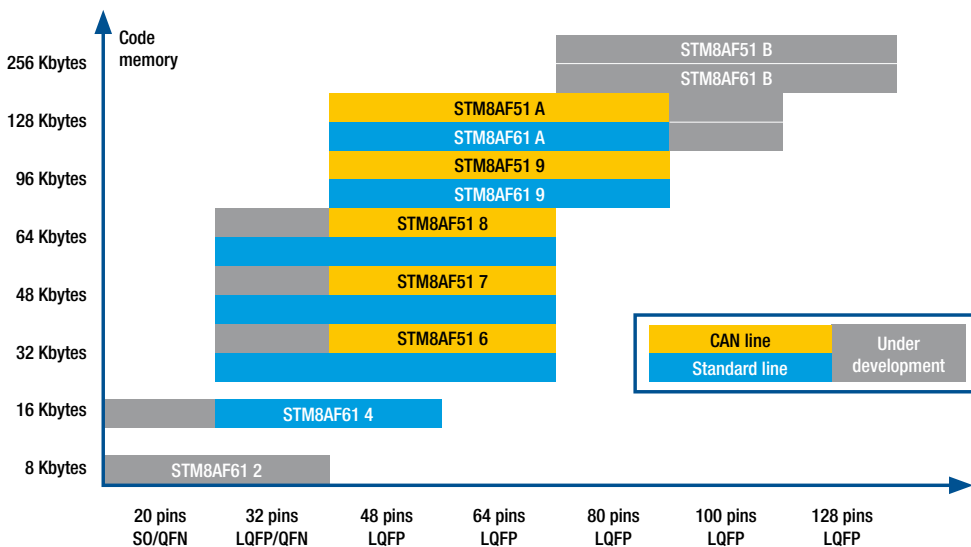 Code
memory
256 Kbytes
STM8AF51 B
STM8AF61 B
128 Kbytes
STM8AF51 A
STM8AF61 A
96 Kbytes
STM8AF51 9
STM8AF61 9
64 Kbytes
STM8AF51 8
48 Kbytes
STM8AF51 7
32 Kbytes
STM8AF51 6
CAN line
Standard line
Under
development
16 Kbytes
STM8AF61 4
8 Kbytes
STM8AF61 2
20 pins
SO/QFN
32 pins
LQFP/QFN
48 pins
LQFP
64 pins
LQFP
80 pins
LQFP
100 pins
LQFP
128 pins
LQFP